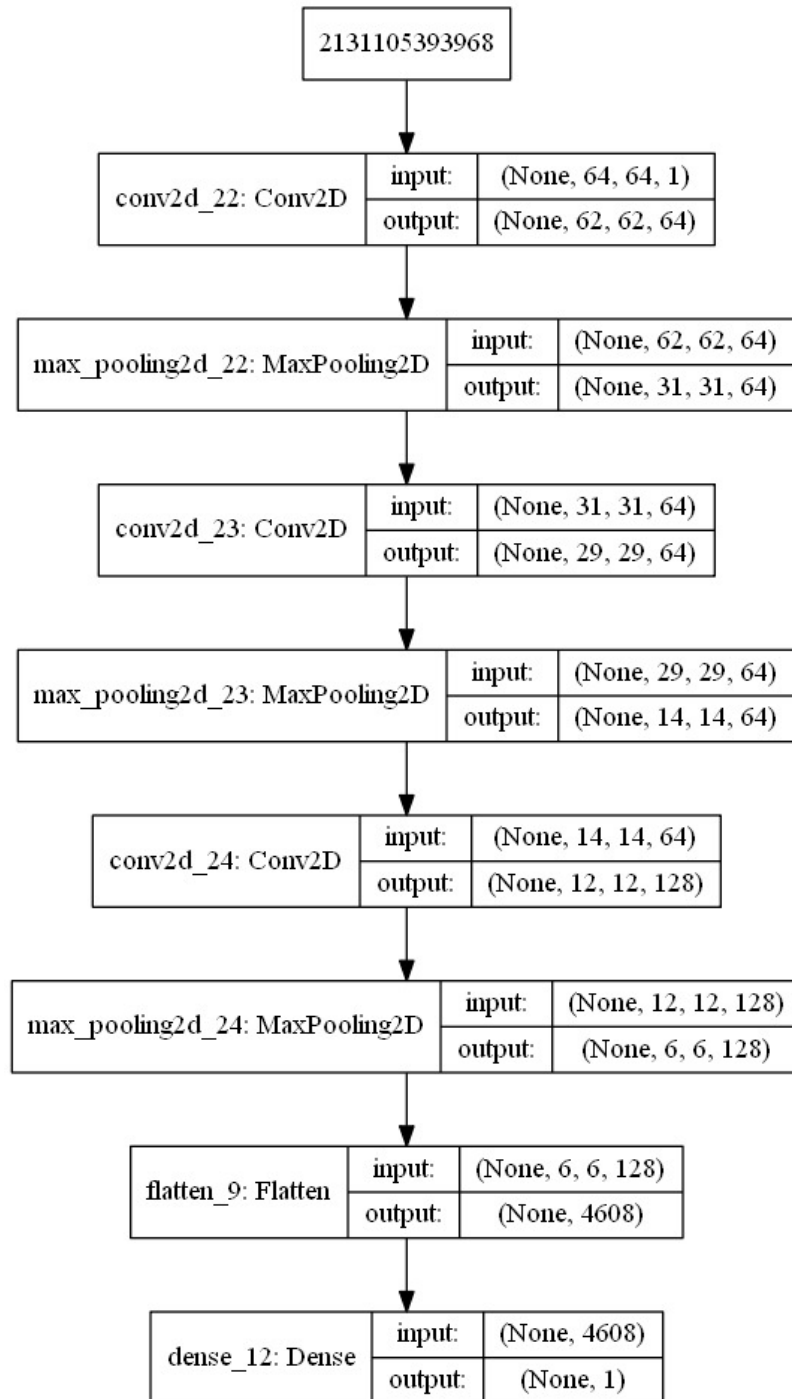 2131105393968
conv2d_22: Conv2D
input: (None, 64, 64, 1)
output: (None, 62, 62, 64)
max_pooling2d_22: MaxPooling2D
input: (None, 62, 62, 64)
output: (None, 31, 31, 64)
conv2d_23: Conv2D
input: (None, 31, 31, 64)
output: (None, 29, 29, 64)
max_pooling2d_23: MaxPooling2D
input: (None, 29, 29, 64)
output: (None, 14, 14, 64)
conv2d_24: Conv2D
input: (None, 14, 14, 64)
output: (None, 12, 12, 128)
max_pooling2d_24: MaxPooling2D
input: (None, 12, 12, 128)
output: (None, 6, 6, 128)
flatten_9: Flatten
input: (None, 6, 6, 128)
output: (None, 4608)
dense_12: Dense
input: (None, 4608)
output: (None, 1)